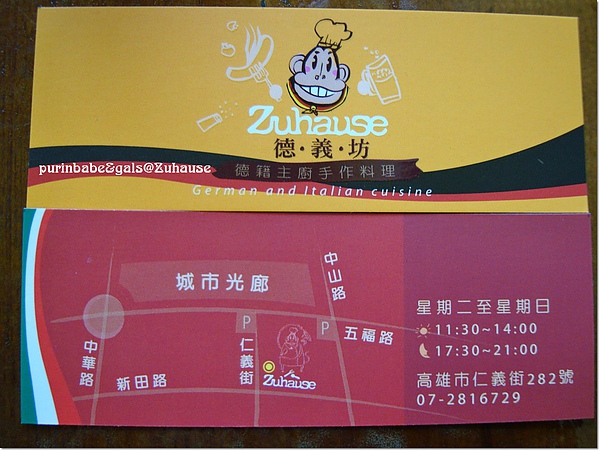 Zuhause
德·義·坊
purinbabe&gals@Zuhause
德籍主廚手作料理
German and Italian cuisine
城市光廊
中山路
P
P
五福路
中華路
新田路
仁義街
Zuhause
星期二至星期日
11:30~14:00
17:30~21:00
高雄市仁義街282號
07-2816729